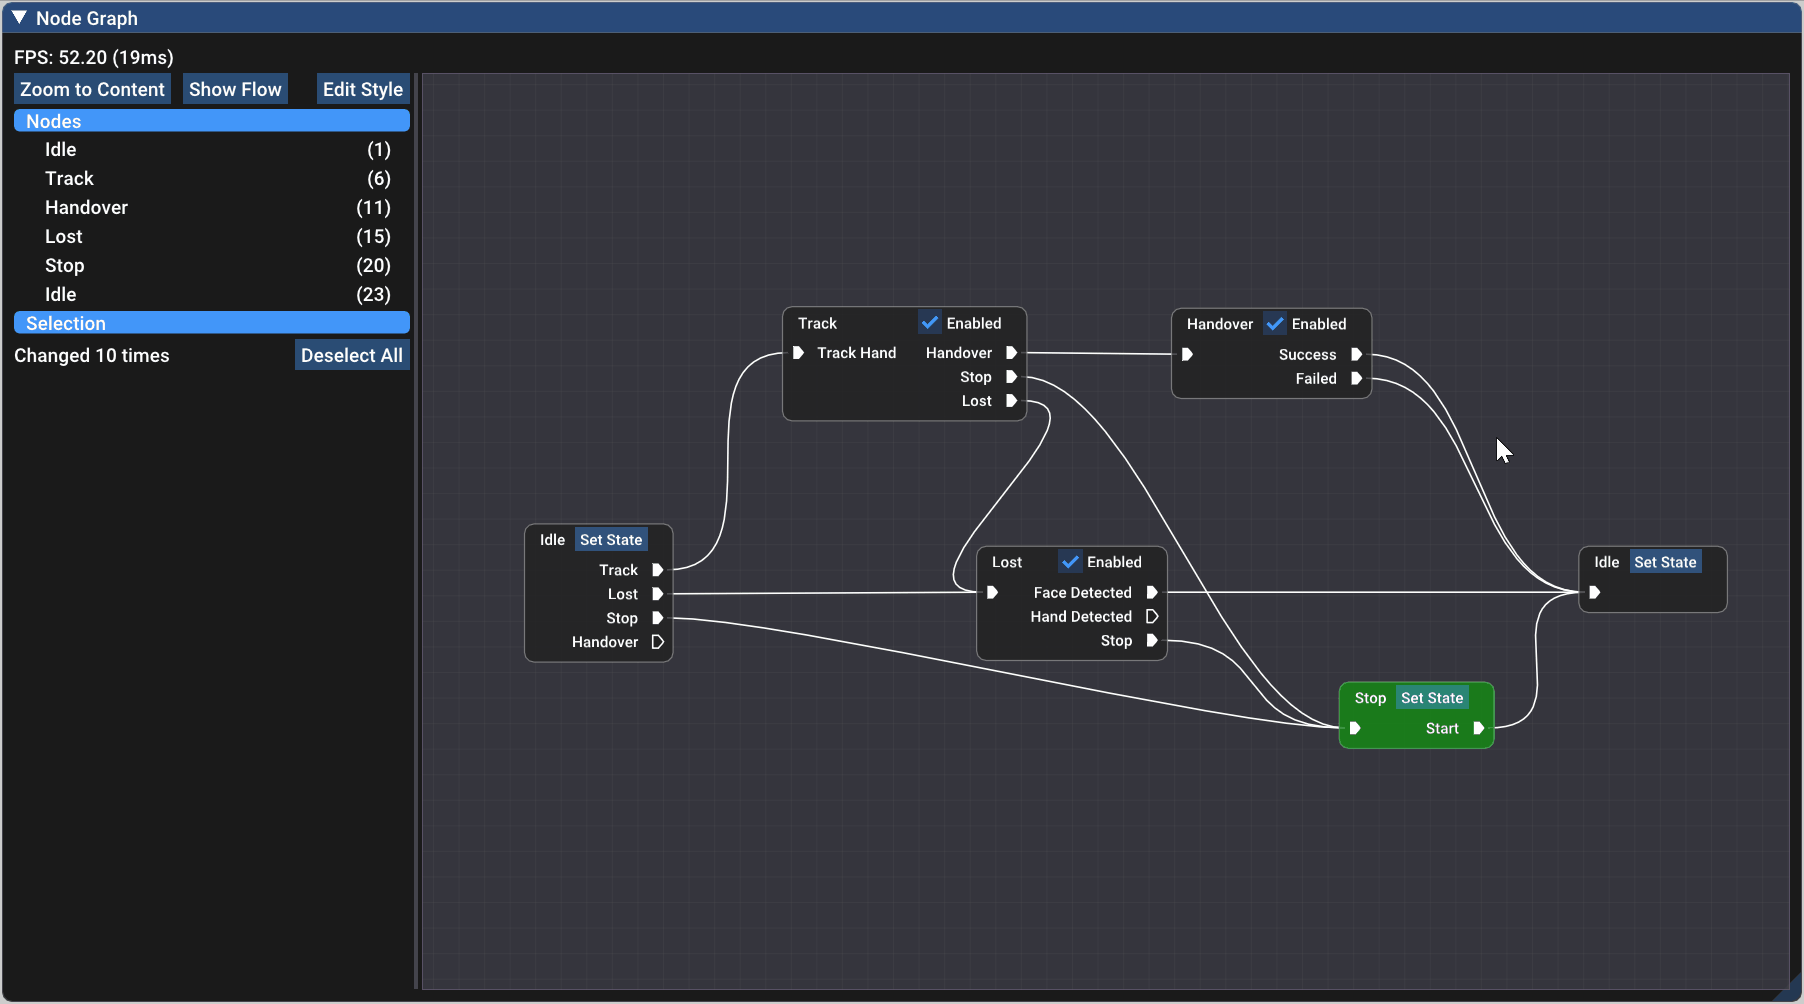 Node Graph
FPS: 52.20 (19ms)
Zoom to Content Show Flow Edit Style
Nodes
Idle (1)
Track (6)
Handover (11)
Lost (15)
Stop (20)
Idle (23)
Selection
Changed 10 times Deselect All
Track Enabled
Track Hand Handover
Stop
Lost
Handover Enabled
Success
Failed
Idle Set State
Track
Lost
Stop
Handover
Lost Enabled
Face Detected
Hand Detected
Stop
Idle Set State
Stop Set State
Start